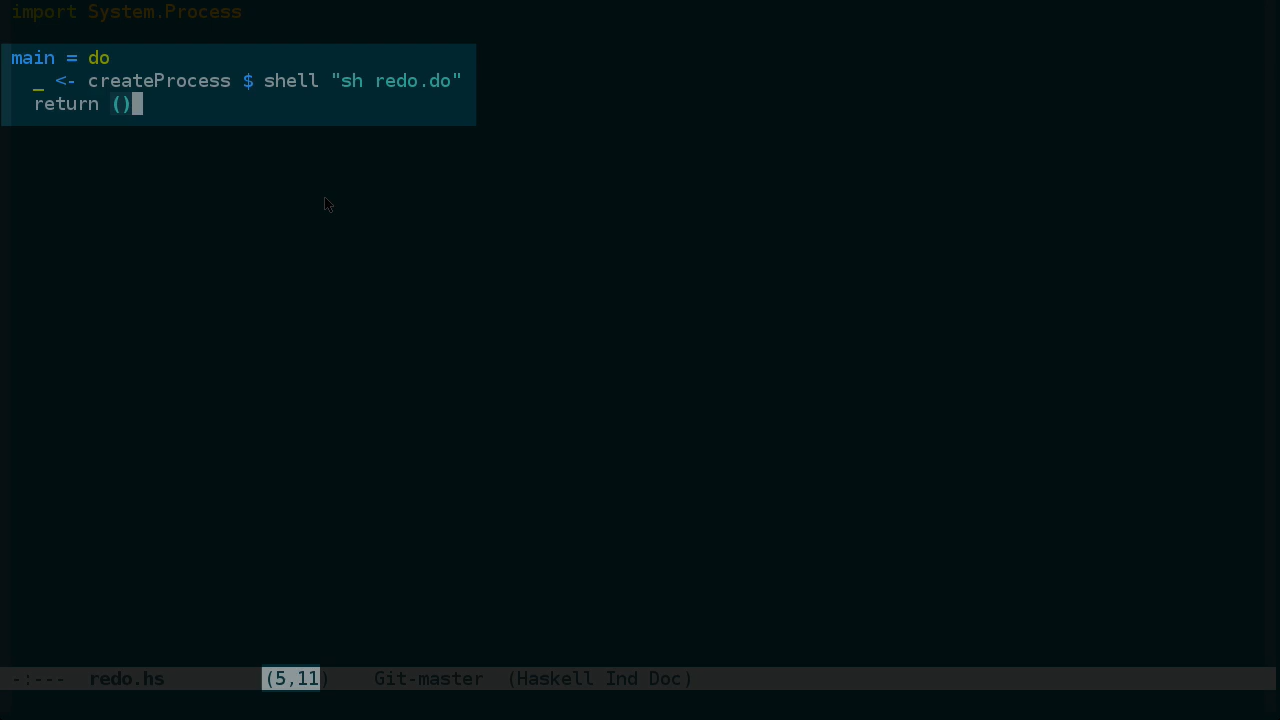 import System.Process
main = do
  _ <- createProcess $ shell "sh redo.do"
  return ()
-:---  redo.hs         (5,11)    Git-master  (Haskell Ind Doc)